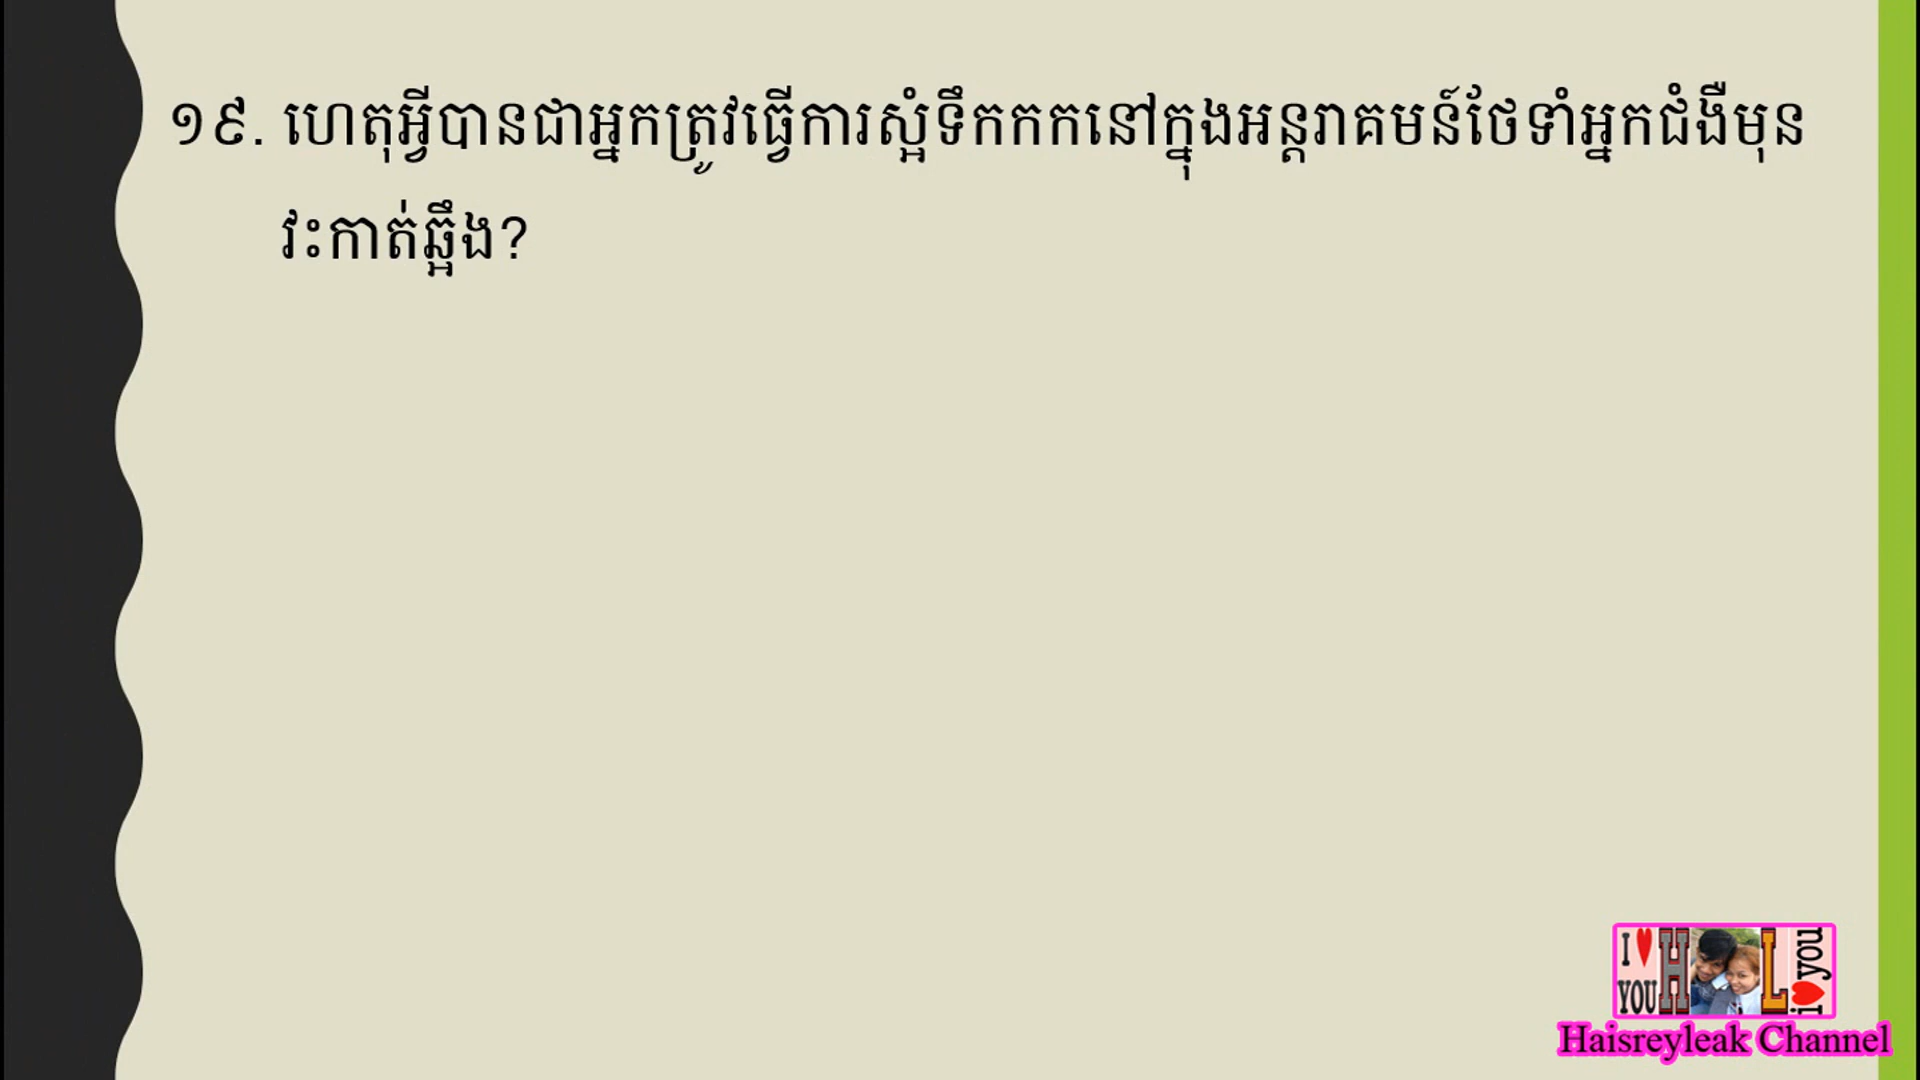 ១៩. ហេតុអ្វីបានជាអ្នកត្រូវធ្វើការស្អំទឹកកកនៅក្នុងអន្តរាគមន៍ថែទាំអ្នកជំងឺមុន
វះកាត់ឆ្អឹង?
I ♥ YOU
H
L
i ♥ you
Haisreyleak Channel